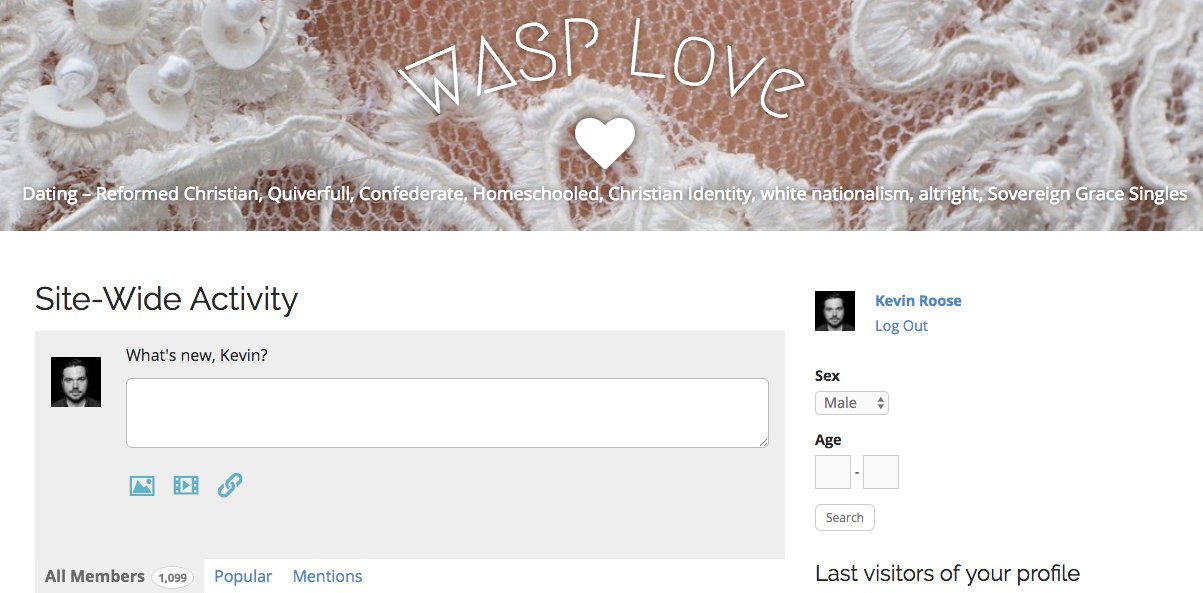 WASP LOVe
Dating – Reformed Christian, Quiverfull, Confederate, Homeschooled, Christian Identity, white nationalism, altright, Sovereign Grace Singles
Site-Wide Activity
What's new, Kevin?
All Members 1,099 Popular Mentions
Kevin Roose
Log Out
Sex
Male
Age
-
Search
Last visitors of your profile